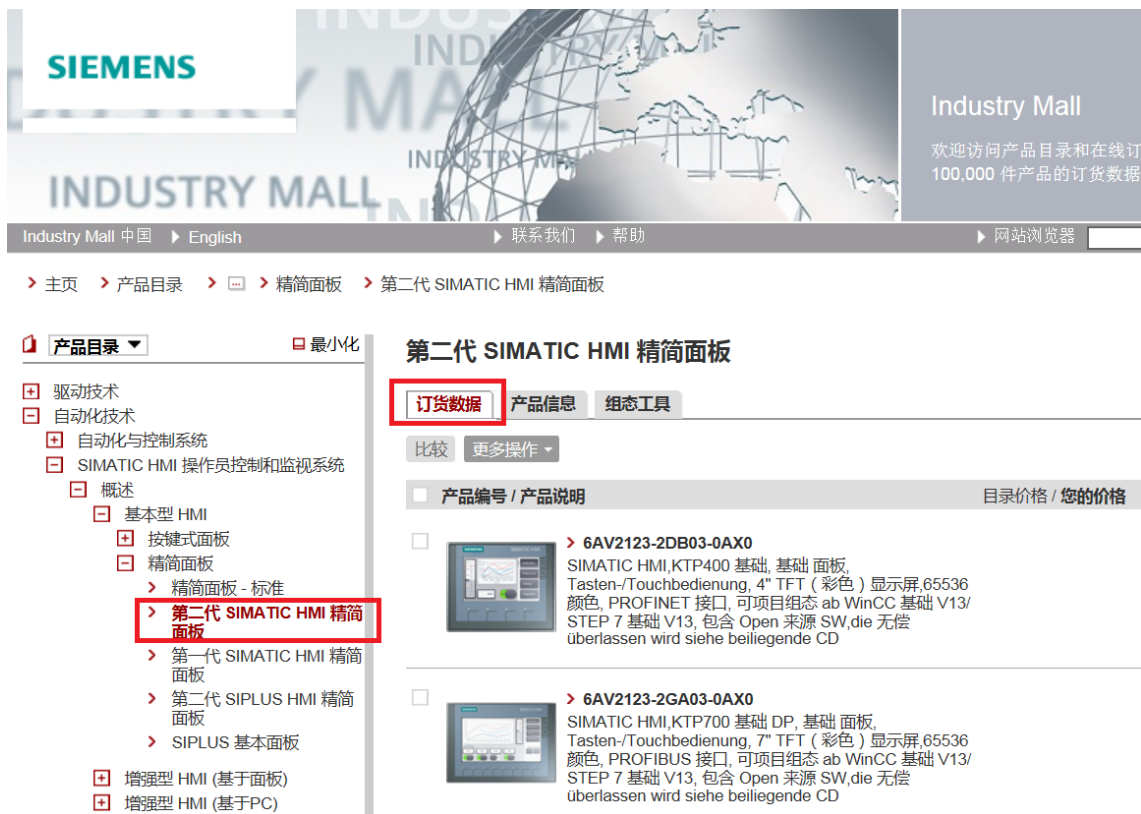 SIEMENS
INDUSTRY MALL
INDUSTRY MALL
Industry Mall
欢迎访问产品目录和在线订
100,000 件产品的订货数据
Industry Mall 中国 English 联系我们 帮助 网站浏览器
主页 产品目录 ... 精简面板 第二代 SIMATIC HMI 精简面板
产品目录 最小化
驱动技术
自动化技术
自动化与控制系统
SIMATIC HMI 操作员控制和监视系统
概述
基本型 HMI
按键式面板
精简面板
精简面板 - 标准
第二代 SIMATIC HMI 精简
面板
第一代 SIMATIC HMI 精简
面板
第二代 SIPLUS HMI 精简
面板
SIPLUS 基本面板
增强型 HMI (基于面板)
增强型 HMI (基于PC)
第二代 SIMATIC HMI 精简面板
订货数据 产品信息 组态工具
比较 更多操作
产品编号 / 产品说明 目录价格 / 您的价格
6AV2123-2DB03-0AX0
SIMATIC HMI,KTP400 基础, 基础 面板,
Tasten-/Touchbedienung, 4" TFT ( 彩色 ) 显示屏,65536
颜色, PROFINET 接口, 可项目组态 ab WinCC 基础 V13/
STEP 7 基础 V13, 包含 Open 来源 SW,die 无偿
überlassen wird siehe beiliegende CD
6AV2123-2GA03-0AX0
SIMATIC HMI,KTP700 基础 DP, 基础 面板,
Tasten-/Touchbedienung, 7" TFT ( 彩色 ) 显示屏,65536
颜色, PROFIBUS 接口, 可项目组态 ab WinCC 基础 V13/
STEP 7 基础 V13, 包含 Open 来源 SW,die 无偿
überlassen wird siehe beiliegende CD